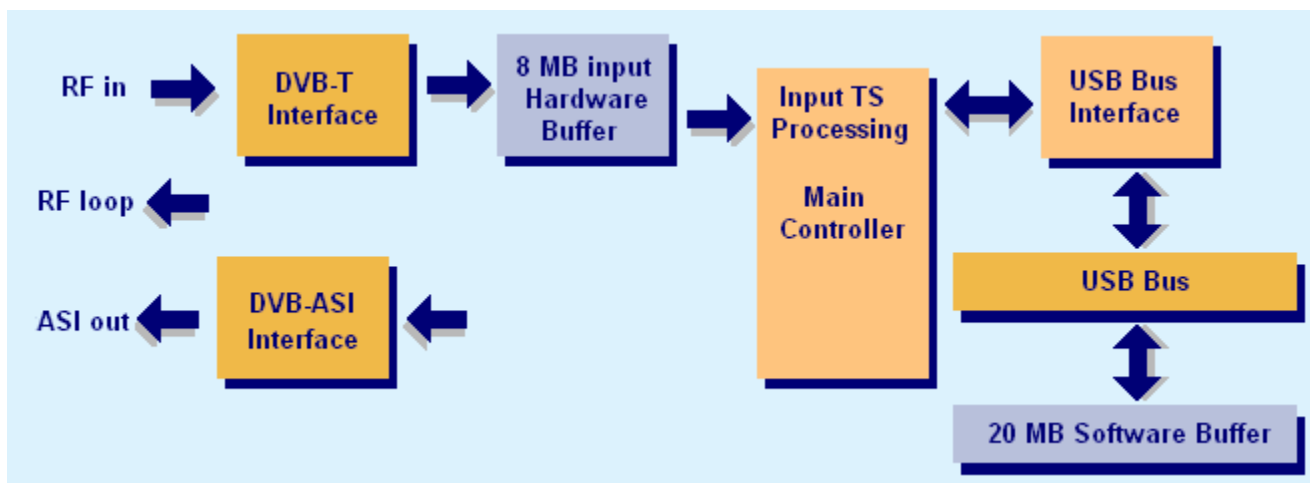 RF in
DVB-T
Interface
8 MB input
Hardware
Buffer
Input TS
Processing
Main
Controller
USB Bus
Interface
RF loop
ASI out
DVB-ASI
Interface
USB Bus
20 MB Software Buffer